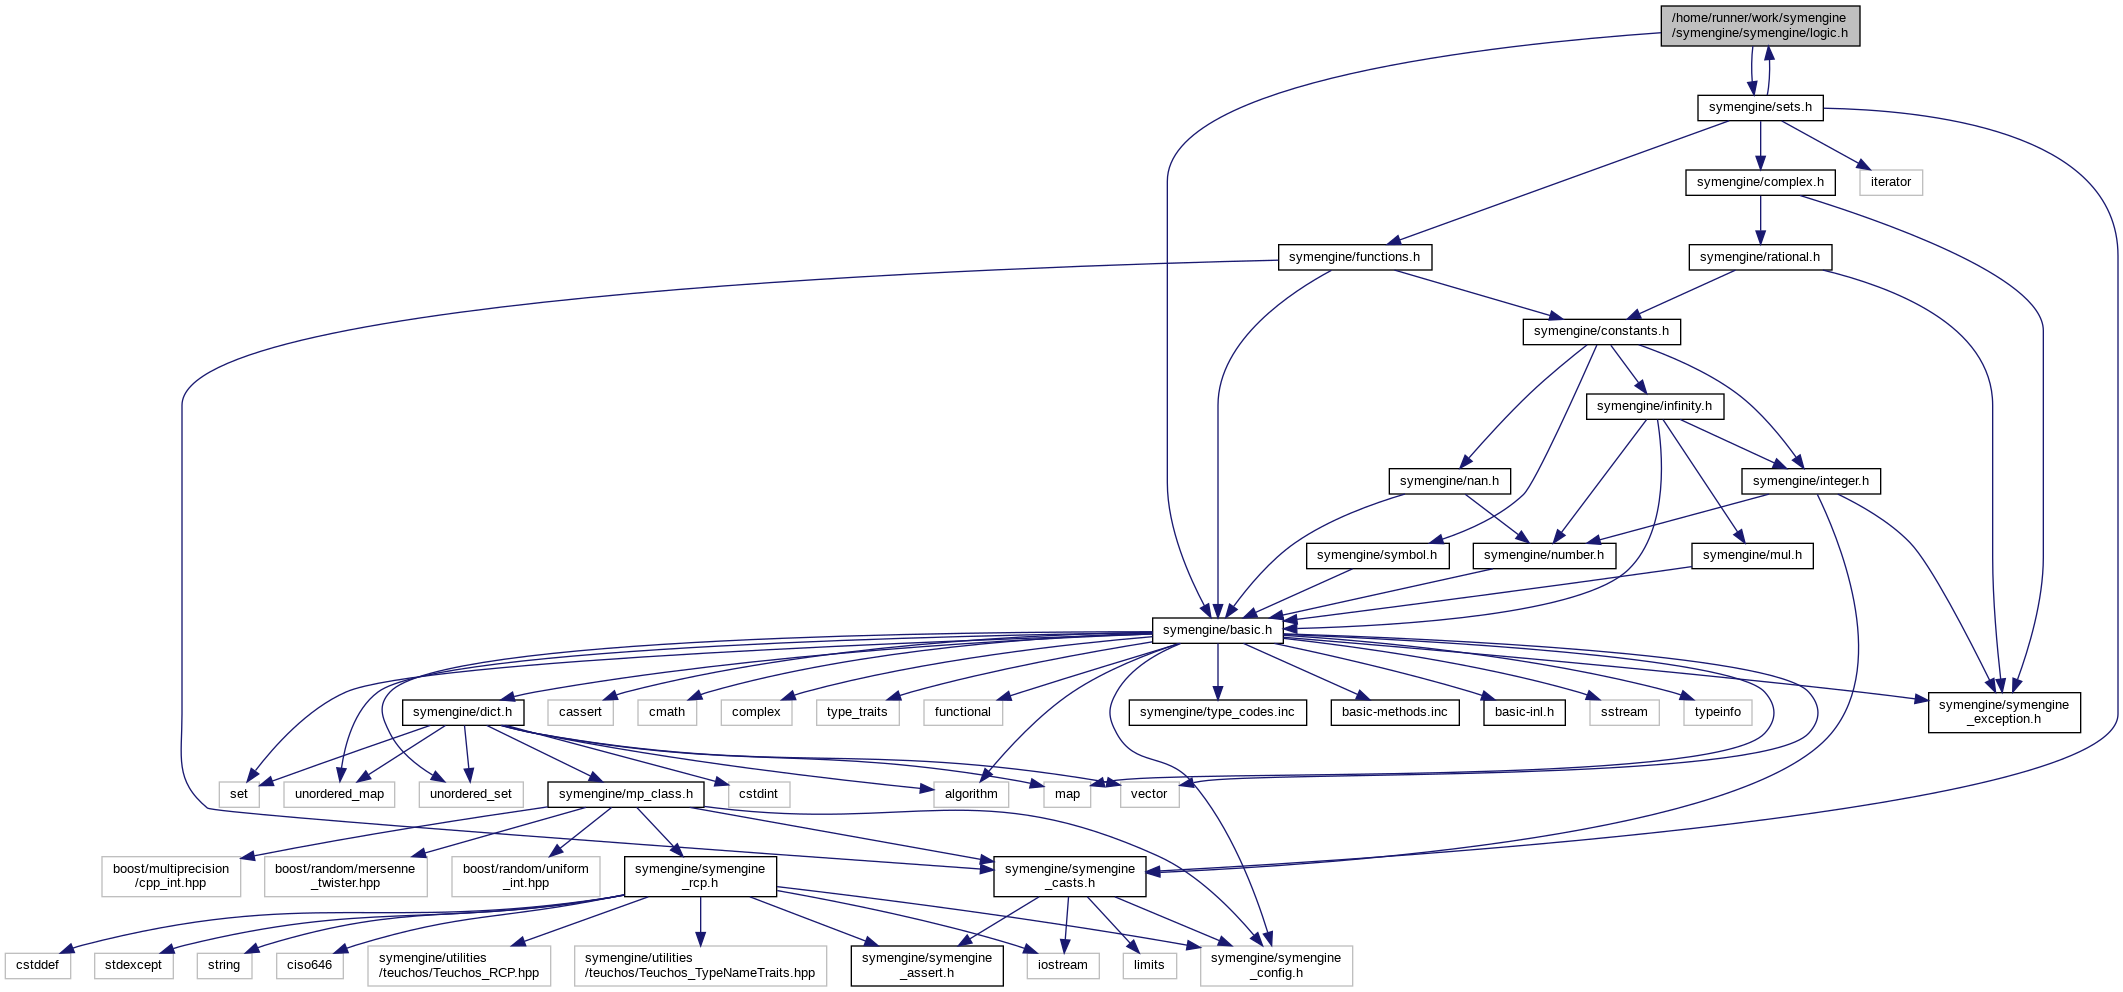 /home/runner/work/symengine
/symengine/symengine/logic.h
symengine/sets.h
symengine/complex.h
iterator
symengine/functions.h
symengine/rational.h
symengine/constants.h
symengine/infinity.h
symengine/nan.h
symengine/integer.h
symengine/symbol.h
symengine/number.h
symengine/mul.h
symengine/basic.h
symengine/dict.h
cassert
cmath
complex
type_traits
functional
symengine/type_codes.inc
basic-methods.inc
basic-inl.h
sstream
typeinfo
symengine/symengine
_exception.h
set
unordered_map
unordered_set
symengine/mp_class.h
cstdint
algorithm
map
vector
boost/multiprecision
/cpp_int.hpp
boost/random/mersenne
_twister.hpp
boost/random/uniform
_int.hpp
symengine/symengine
_rcp.h
symengine/symengine
_casts.h
cstddef
stdexcept
string
ciso646
symengine/utilities
/teuchos/Teuchos_RCP.hpp
symengine/utilities
/teuchos/Teuchos_TypeNameTraits.hpp
symengine/symengine
_assert.h
iostream
limits
symengine/symengine
_config.h